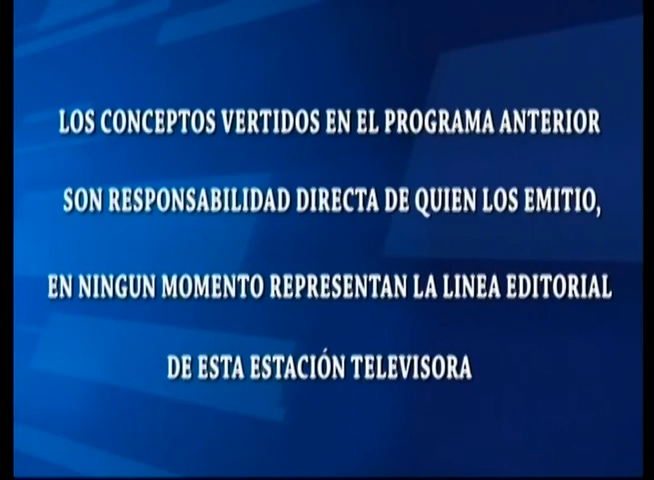 LOS CONCEPTOS VERTIDOS EN EL PROGRAMA ANTERIOR
SON RESPONSABILIDAD DIRECTA DE QUIEN LOS EMITIO,
EN NINGUN MOMENTO REPRESENTAN LA LINEA EDITORIAL
DE ESTA ESTACIÓN TELEVISORA